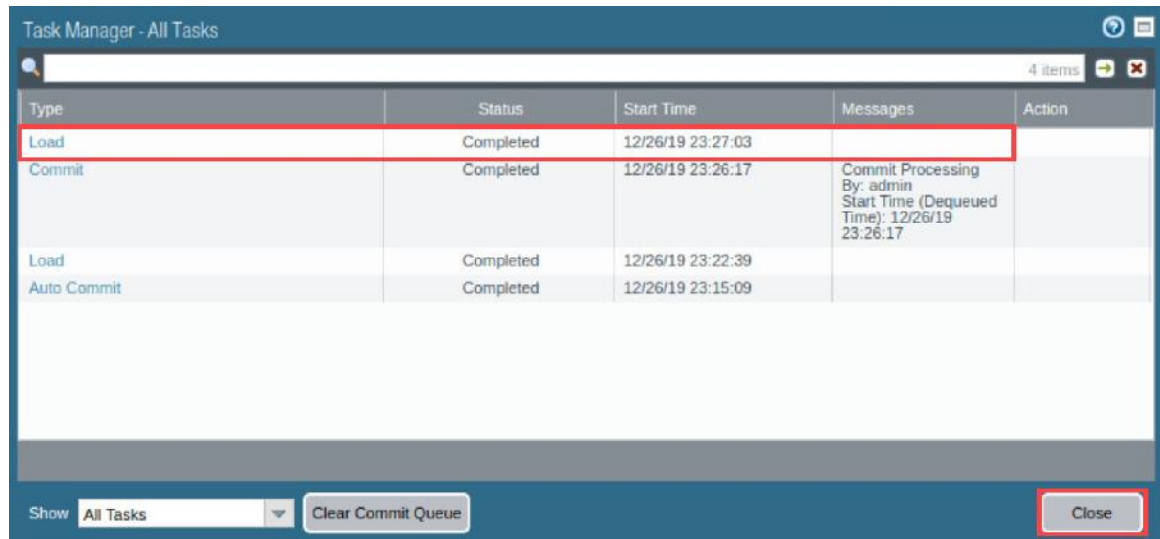 Task Manager - All Tasks
4 items
Type Status Start Time Messages Action
Load Completed 12/26/19 23:27:03
Commit Completed 12/26/19 23:26:17 Commit Processing
By: admin
Start Time (Dequeued
Time): 12/26/19
23:26:17
Load Completed 12/26/19 23:22:39
Auto Commit Completed 12/26/19 23:15:09
Show All Tasks Clear Commit Queue Close